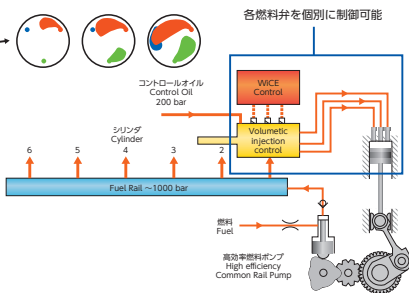 各燃料弁を個別に制御可能
コントロールオイル
Control Oil
200 bar
WICE
Control
シリンダ
Cylinder
Volumetic
injection
control
6 5 4 3 2
Fuel Rail ～1000 bar
燃料
Fuel
高効率燃料ポンプ
High efficiency
Common Rail Pump